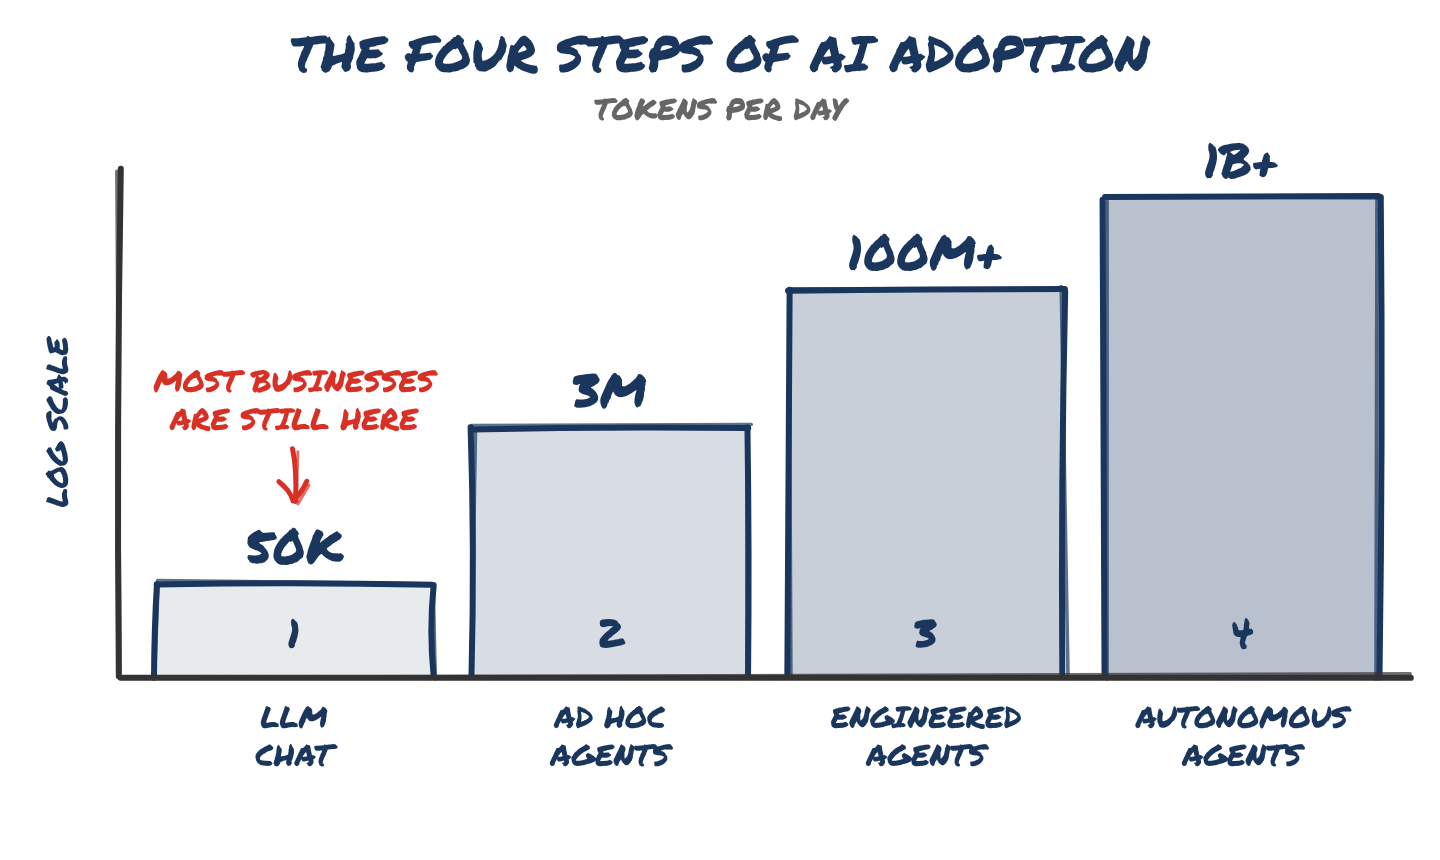 THE FOUR STEPS OF AI ADOPTION
TOKENS PER DAY
LOG SCALE
MOST BUSINESSES
ARE STILL HERE
50K
3M
100M+
1B+
1
2
3
4
LLM
CHAT
AD HOC
AGENTS
ENGINEERED
AGENTS
AUTONOMOUS
AGENTS